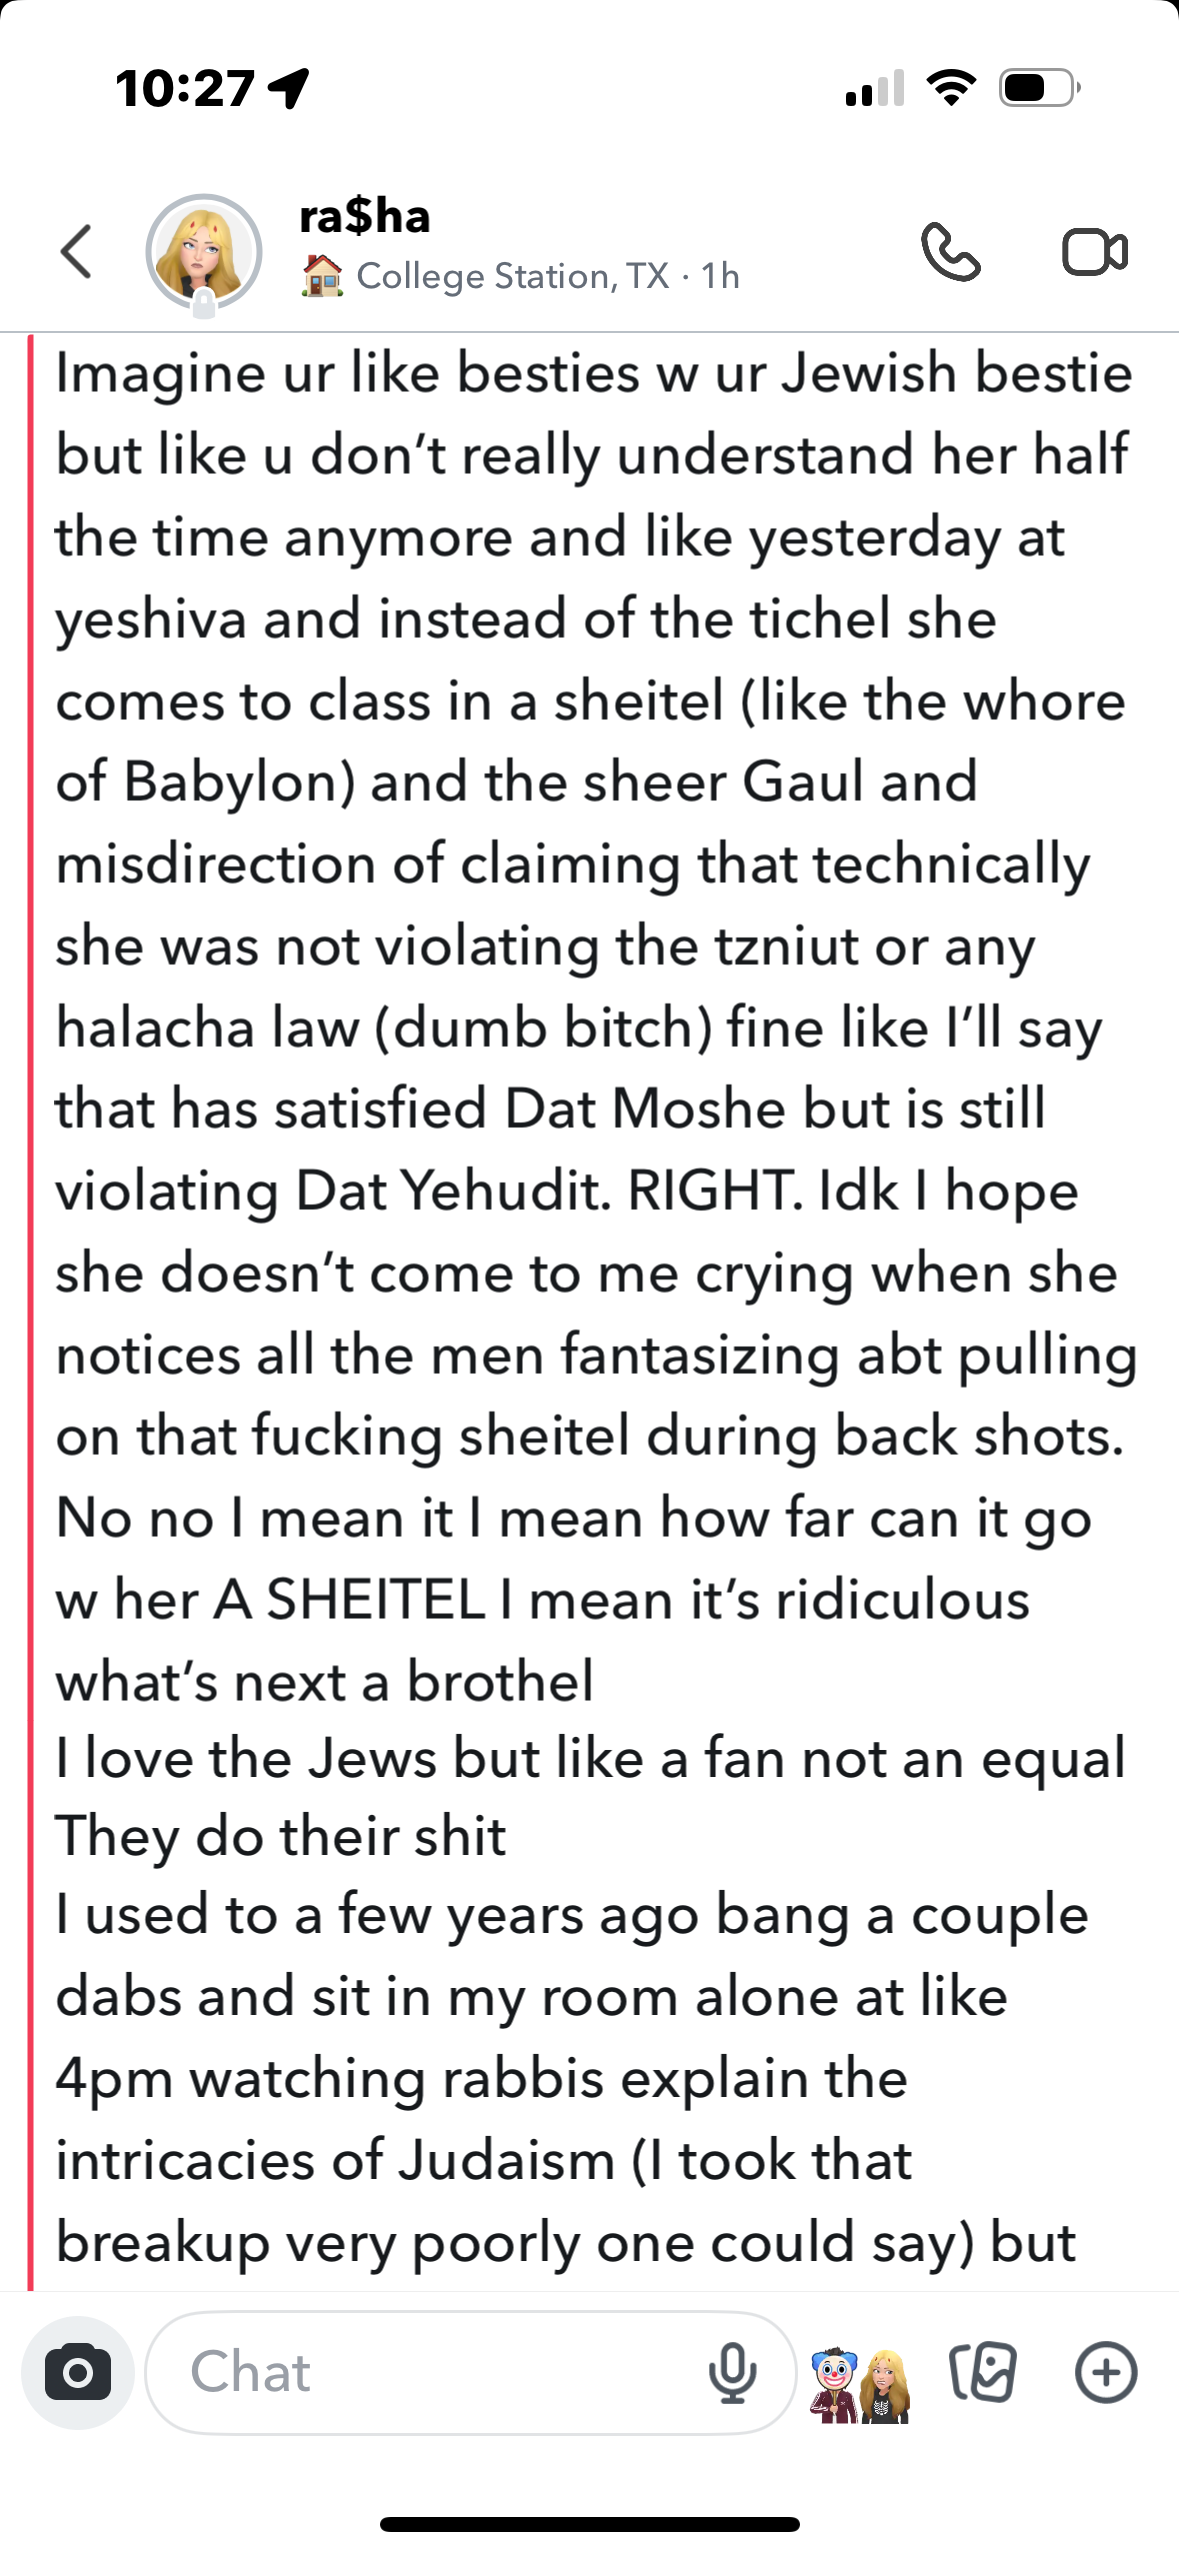 10:27
ra$ha
College Station, TX · 1h
Imagine ur like besties w ur Jewish bestie
but like u don’t really understand her half
the time anymore and like yesterday at
yeshiva and instead of the tichel she
comes to class in a sheitel (like the whore
of Babylon) and the sheer Gaul and
misdirection of claiming that technically
she was not violating the tzniut or any
halacha law (dumb bitch) fine like I’ll say
that has satisfied Dat Moshe but is still
violating Dat Yehudit. RIGHT. Idk I hope
she doesn’t come to me crying when she
notices all the men fantasizing abt pulling
on that fucking sheitel during back shots.
No no I mean it I mean how far can it go
w her A SHEITEL I mean it’s ridiculous
what’s next a brothel
I love the Jews but like a fan not an equal
They do their shit
I used to a few years ago bang a couple
dabs and sit in my room alone at like
4pm watching rabbis explain the
intricacies of Judaism (I took that
breakup very poorly one could say) but
Chat